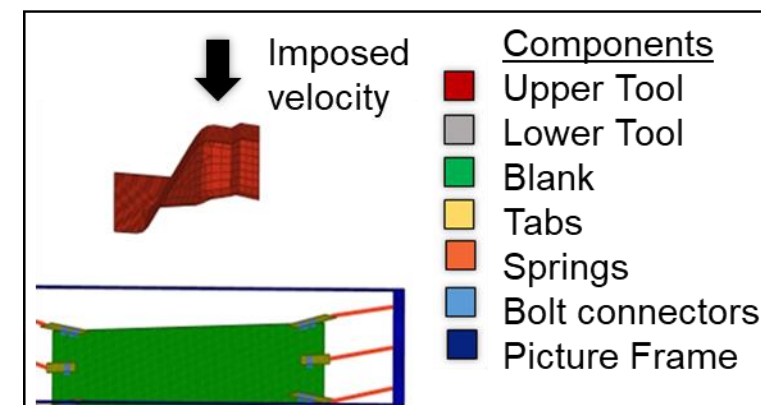 Imposed
velocity
Components
Upper Tool
Lower Tool
Blank
Tabs
Springs
Bolt connectors
Picture Frame